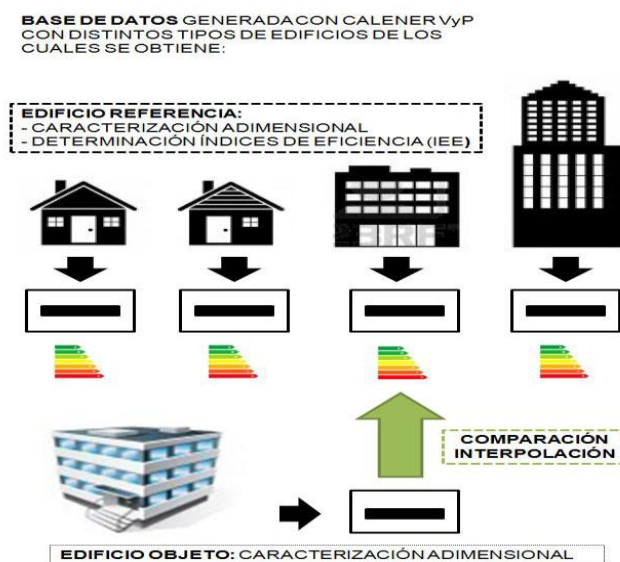 BASE DE DATOS GENERADA CON CALENER VyP
CON DISTINTOS TIPOS DE EDIFICIOS DE LOS
CUALES SE OBTIENE:
EDIFICIO REFERENCIA:
- CARACTERIZACIÓN ADIMENSIONAL
- DETERMINACIÓN ÍNDICES DE EFICIENCIA (IEE)
COMPARACIÓN
INTERPOLACIÓN
EDIFICIO OBJETO: CARACTERIZACIÓN ADIMENSIONAL